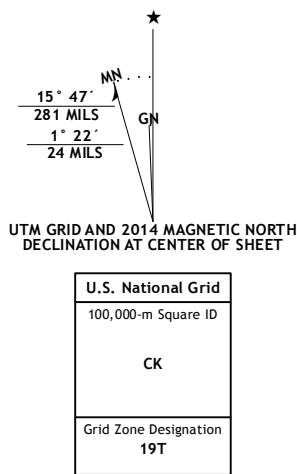 ★
MN
GN
15° 47´
281 MILS
1° 22´
24 MILS
UTM GRID AND 2014 MAGNETIC NORTH
DECLINATION AT CENTER OF SHEET
U.S. National Grid
100,000-m Square ID
CK
Grid Zone Designation
19T